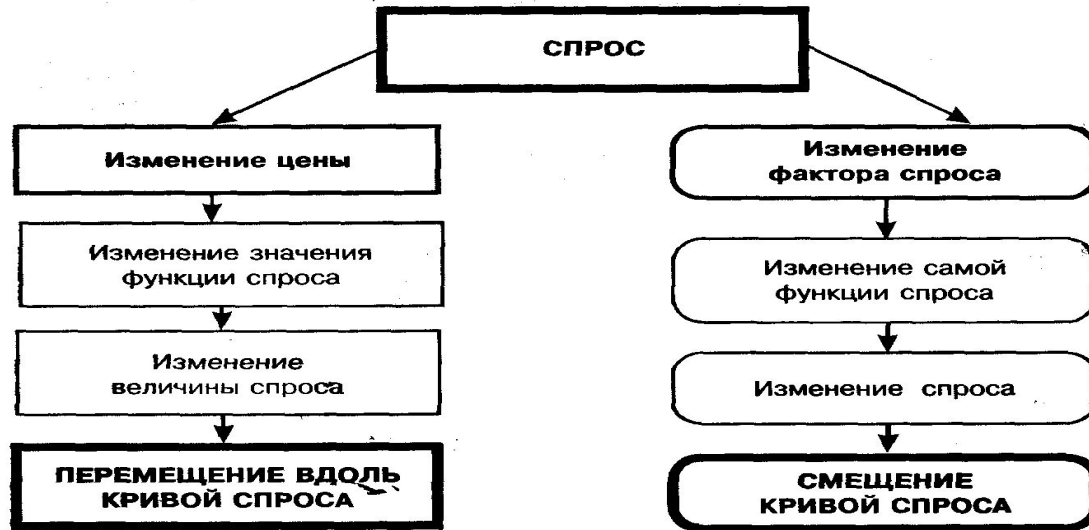 СПРОС
Изменение цены
Изменение значения
функции спроса
Изменение
величины спроса
ПЕРЕМЕЩЕНИЕ ВДОЛЬ
КРИВОЙ СПРОСА
Изменение
фактора спроса
Изменение самой
функции спроса
Изменение спроса
СМЕЩЕНИЕ
КРИВОЙ СПРОСА